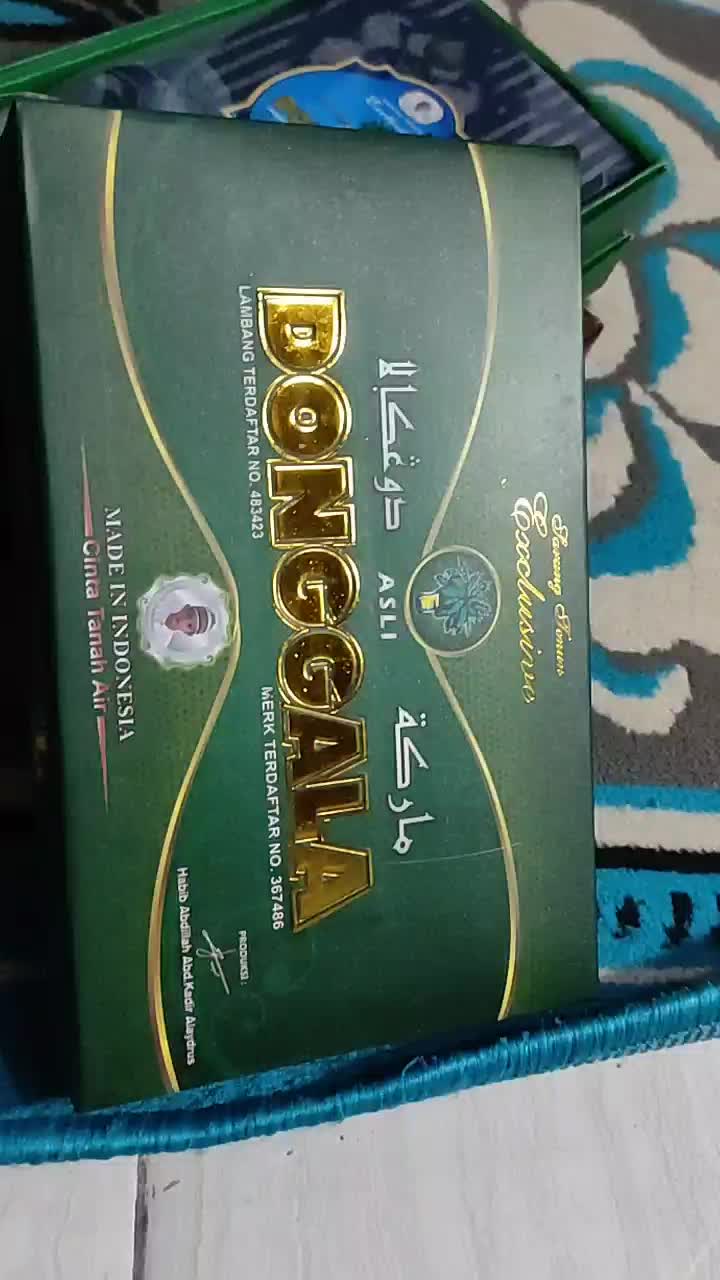 Sarung Tenun
Exclusive
ماركة ASLI دوغكالا
DONGGALA
LAMBANG TERDAFTAR NO. 483423
MERK TERDAFTAR NO. 367486
PRODUKSI :
Habib Abdillah Abd.Kadir Alaydrus
MADE IN INDONESIA
Cinta Tanah Air